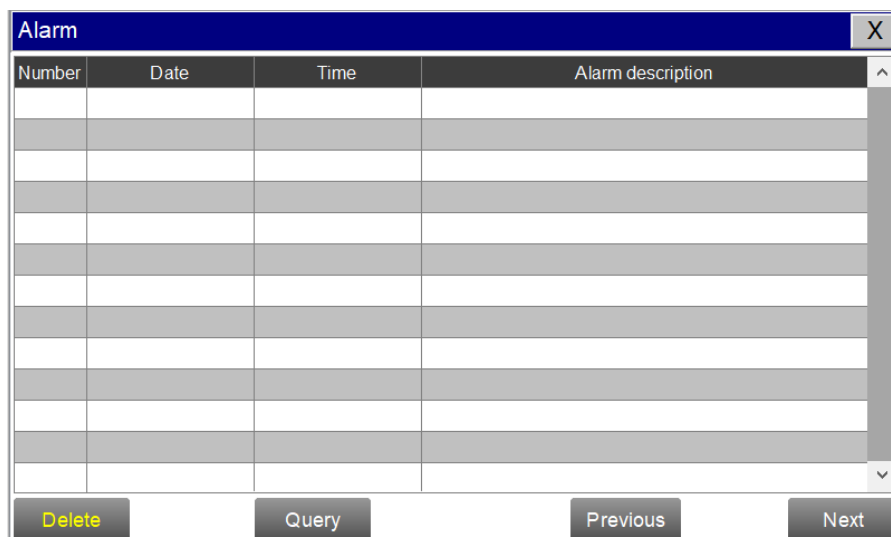 Alarm X
Number Date Time Alarm description
Delete Query Previous Next